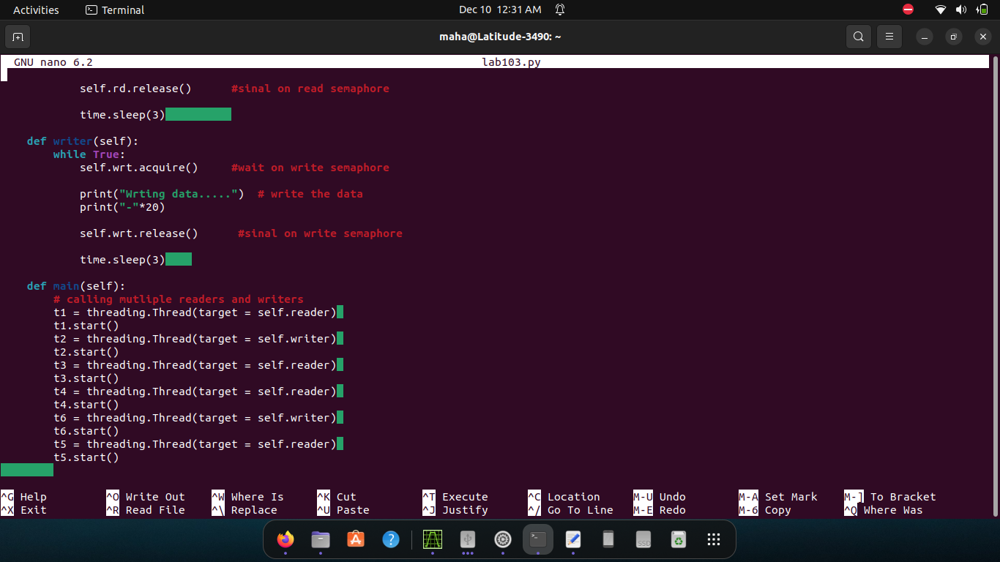 Activities Terminal Dec 10 12:31 AM
maha@Latitude-3490: ~
GNU nano 6.2 lab103.py
self.rd.release() #sinal on read semaphore
time.sleep(3)
def writer(self):
while True:
self.wrt.acquire() #wait on write semaphore
print("Wrting data.....") # write the data
print("-"*20)
self.wrt.release() #sinal on write semaphore
time.sleep(3)
def main(self):
# calling mutliple readers and writers
t1 = threading.Thread(target = self.reader)
t1.start()
t2 = threading.Thread(target = self.writer)
t2.start()
t3 = threading.Thread(target = self.reader)
t3.start()
t4 = threading.Thread(target = self.reader)
t4.start()
t6 = threading.Thread(target = self.writer)
t6.start()
t5 = threading.Thread(target = self.reader)
t5.start()
^G Help ^O Write Out ^W Where Is ^K Cut ^T Execute ^C Location M-U Undo M-A Set Mark M-] To Bracket
^X Exit ^R Read File ^\ Replace ^U Paste ^J Justify ^/ Go To Line M-E Redo M-6 Copy ^Q Where Was
SSD